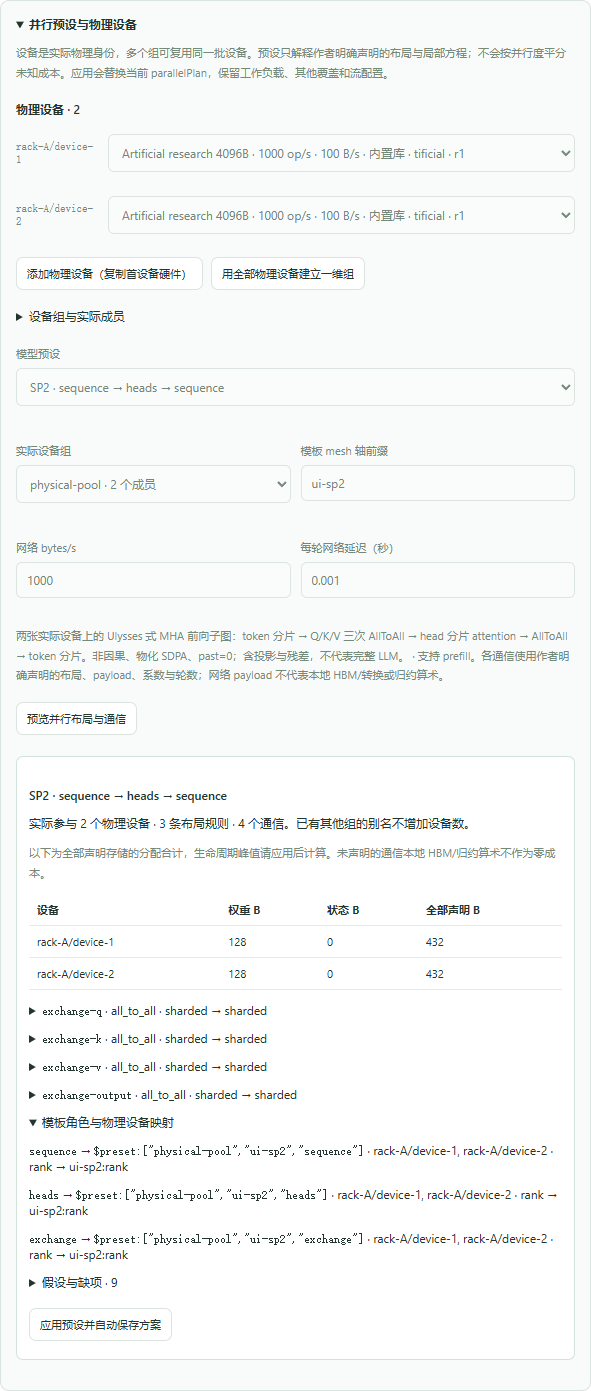 ▼ 并行预设与物理设备
设备是实际物理身份，多个组可复用同一批设备。预设只解释作者明确声明的布局与局部方程；不会按并行度平分
未知成本。应用会替换当前 parallelPlan，保留工作负载、其他覆盖和流配置。
物理设备 · 2
rack-A/device-
1
Artificial research 4096B · 1000 op/s · 100 B/s · 内置库 · tificial · r1
rack-A/device-
2
Artificial research 4096B · 1000 op/s · 100 B/s · 内置库 · tificial · r1
添加物理设备（复制首设备硬件） 用全部物理设备建立一维组
▶ 设备组与实际成员
模型预设
SP2 · sequence → heads → sequence
实际设备组 模板 mesh 轴前缀
physical-pool · 2 个成员 ui-sp2
网络 bytes/s 每轮网络延迟（秒）
1000 0.001
两张实际设备上的 Ulysses 式 MHA 前向子图：token 分片 → Q/K/V 三次 AllToAll → head 分片 attention → AllToAll
→ token 分片。非因果、物化 SDPA、past=0；含投影与残差，不代表完整 LLM。 · 支持 prefill。各通信使用作者明
确声明的布局、payload、系数与轮数；网络 payload 不代表本地 HBM/转换或归约算术。
预览并行布局与通信
SP2 · sequence → heads → sequence
实际参与 2 个物理设备 · 3 条布局规则 · 4 个通信。已有其他组的别名不增加设备数。
以下为全部声明存储的分配合计，生命周期峰值请应用后计算。未声明的通信本地 HBM/归约算术不作为零成
本。
设备 权重 B 状态 B 全部声明 B
rack-A/device-1 128 0 432
rack-A/device-2 128 0 432
▶ exchange-q · all_to_all · sharded → sharded
▶ exchange-k · all_to_all · sharded → sharded
▶ exchange-v · all_to_all · sharded → sharded
▶ exchange-output · all_to_all · sharded → sharded
▼ 模板角色与物理设备映射
sequence → $preset:["physical-pool","ui-sp2","sequence"] · rack-A/device-1, rack-A/device-2 ·
rank → ui-sp2:rank
heads → $preset:["physical-pool","ui-sp2","heads"] · rack-A/device-1, rack-A/device-2 · rank →
ui-sp2:rank
exchange → $preset:["physical-pool","ui-sp2","exchange"] · rack-A/device-1, rack-A/device-2 ·
rank → ui-sp2:rank
▶ 假设与缺项 · 9
应用预设并自动保存方案